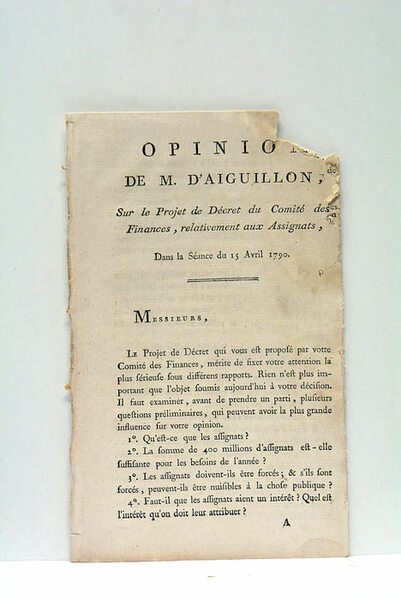 OPINION
DE M. D'AIGUILLON,
Sur le Projet de Décret du Comité des
Finances, relativement aux Assignats,
Dans la Séance du 15 Avril 1790.
MESSIEURS,
LE Projet de Décret qui vous est proposé par votre
Comité des Finances, mérite de fixer votre attention la
plus sérieuse sous différens rapports. Rien n'est plus im-
portant que l'objet soumis aujourd'hui à votre décision.
Il faut examiner, avant de prendre un parti, plusieurs
questions préliminaires, qui peuvent avoir la plus grande
influence sur votre opinion.
1°. Qu'est-ce que les assignats?
2°. La somme de 400 millions d'assignats est-elle
suffisante pour les besoins de l'année?
3°. Les assignats doivent-ils être forcés; & s'ils sont
forcés, peuvent-ils être nuisibles à la chose publique?
4°. Faut-il que les assignats aient un intérêt? Quel est
l'intérêt qu'on doit leur attribuer?
A